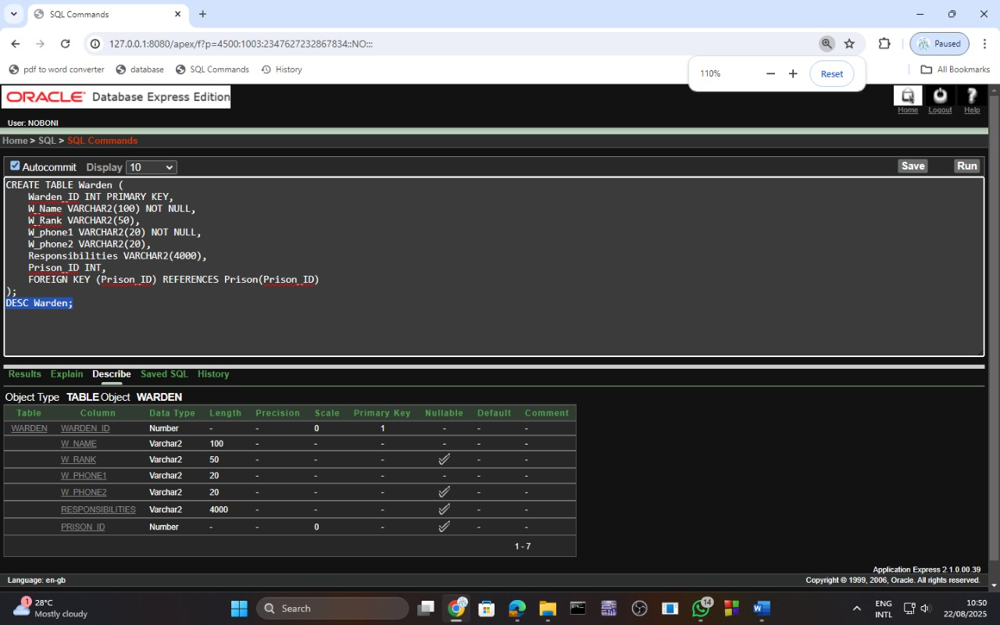 SQL Commands
127.0.0.1:8080/apex/f?p=4500:1003:2347627232867834::NO:::
Paused
pdf to word converter database SQL Commands History All Bookmarks
110% Reset
ORACLE Database Express Edition
Home Logout Help
User: NOBONI
Home > SQL > SQL Commands
Autocommit Display 10 Save Run
CREATE TABLE Warden (
    Warden_ID INT PRIMARY KEY,
    W_Name VARCHAR2(100) NOT NULL,
    W_Rank VARCHAR2(50),
    W_phone1 VARCHAR2(20) NOT NULL,
    W_phone2 VARCHAR2(20),
    Responsibilities VARCHAR2(4000),
    Prison_ID INT,
    FOREIGN KEY (Prison_ID) REFERENCES Prison(Prison_ID)
);
DESC Warden;
Results Explain Describe Saved SQL History
Object Type TABLE Object WARDEN
Table Column Data Type Length Precision Scale Primary Key Nullable Default Comment
WARDEN WARDEN_ID Number - - 0 1 - - -
W_NAME Varchar2 100 - - - - - -
W_RANK Varchar2 50 - - - - -
W_PHONE1 Varchar2 20 - - - - - -
W_PHONE2 Varchar2 20 - - - - -
RESPONSIBILITIES Varchar2 4000 - - - - -
PRISON_ID Number - - 0 - - -
1 - 7
Application Express 2.1.0.00.39
Language: en-gb Copyright © 1999, 2006, Oracle. All rights reserved.
1
28°C
Mostly cloudy
Search
14
ENG
INTL
10:50
22/08/2025